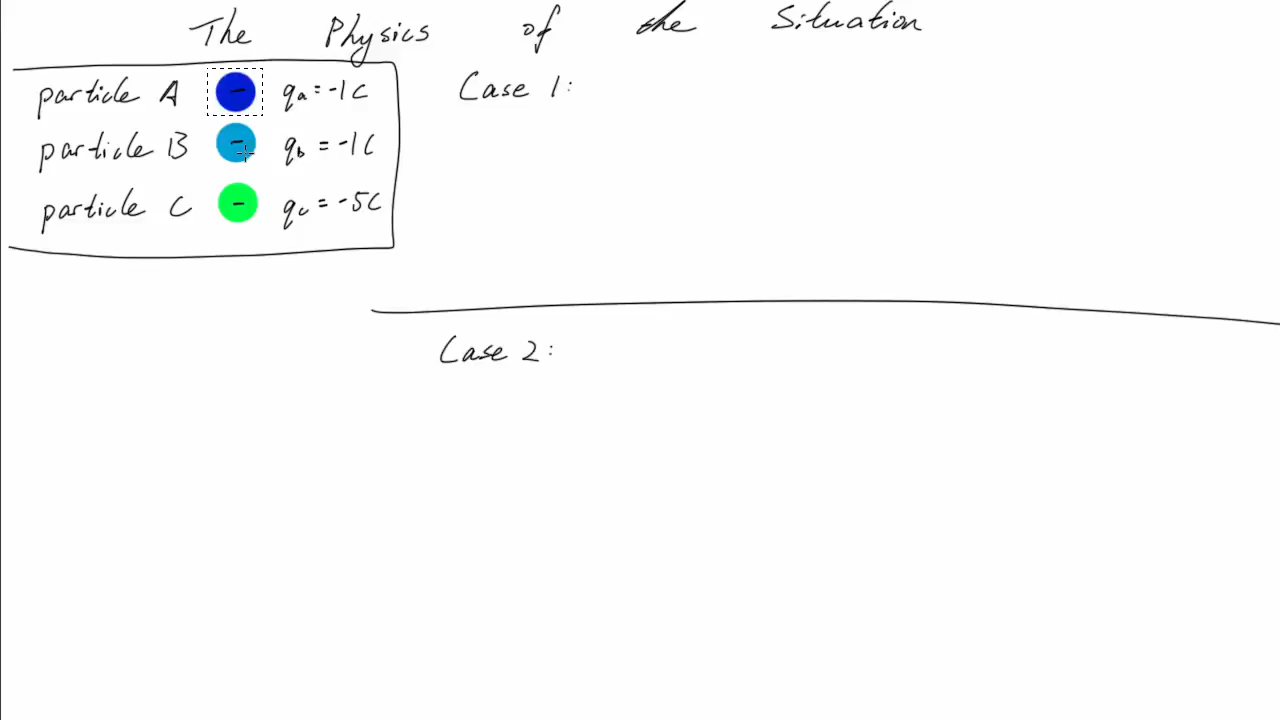 The Physics of the Situation
particle A - qa = -1C
particle B - qb = -1C
particle C - qc = -5C
Case 1:
Case 2: